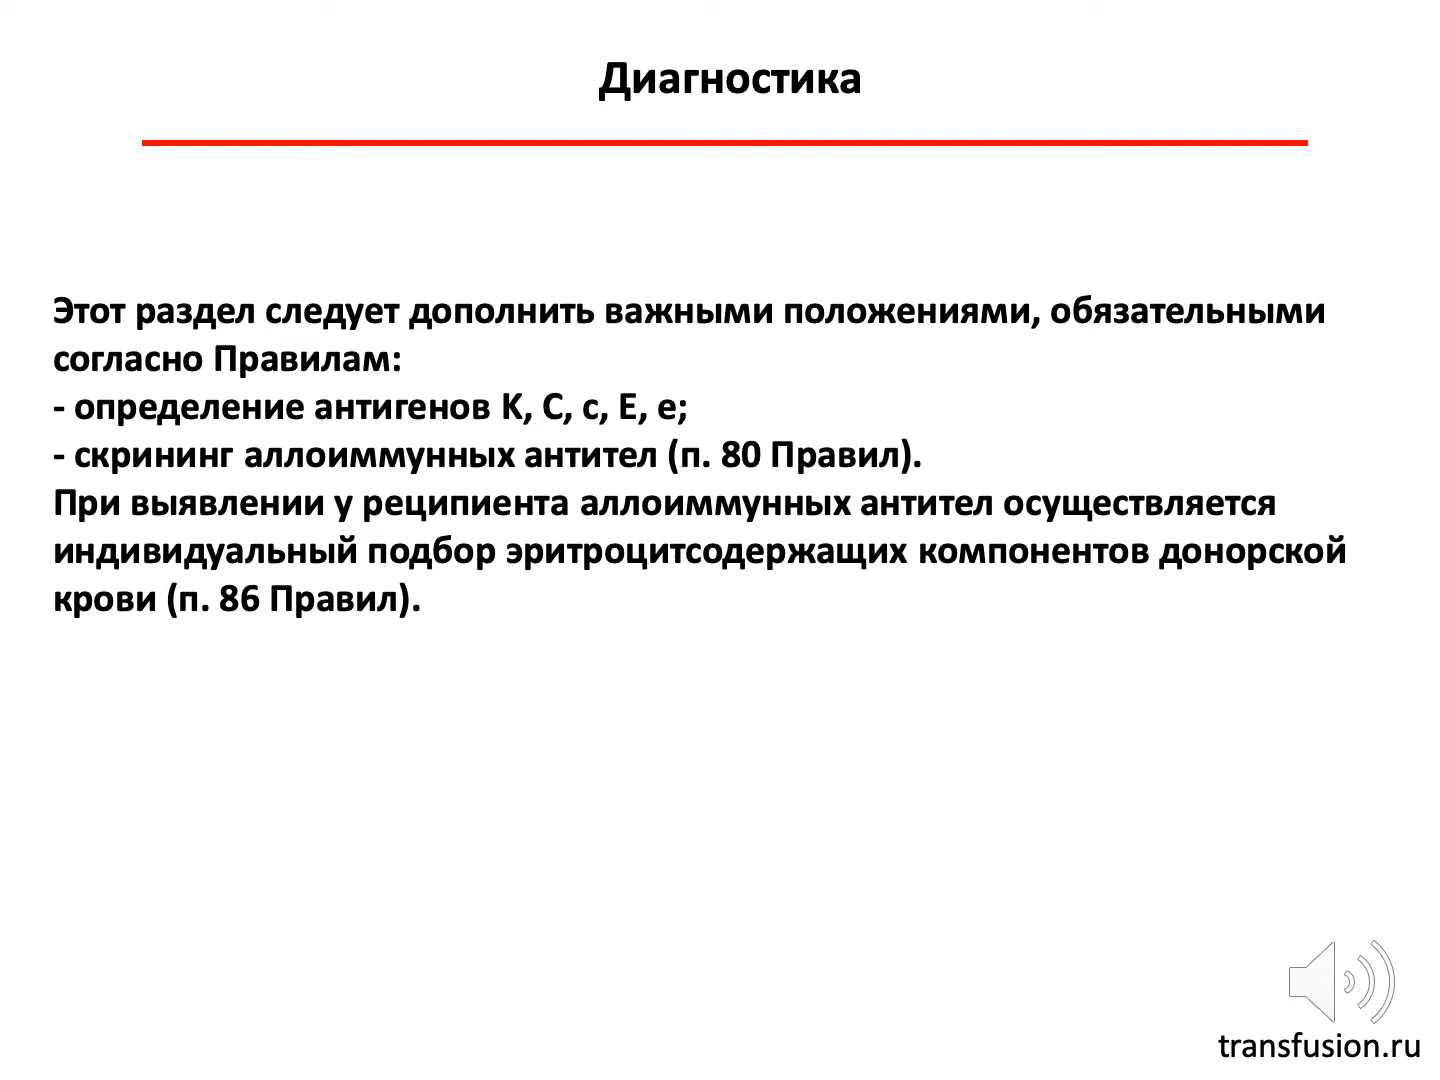 Диагностика
Этот раздел следует дополнить важными положениями, обязательными
согласно Правилам:
- определение антигенов K, C, c, E, e;
- скрининг аллоиммунных антител (п. 80 Правил).
При выявлении у реципиента аллоиммунных антител осуществляется
индивидуальный подбор эритроцитсодержащих компонентов донорской
крови (п. 86 Правил).
transfusion.ru